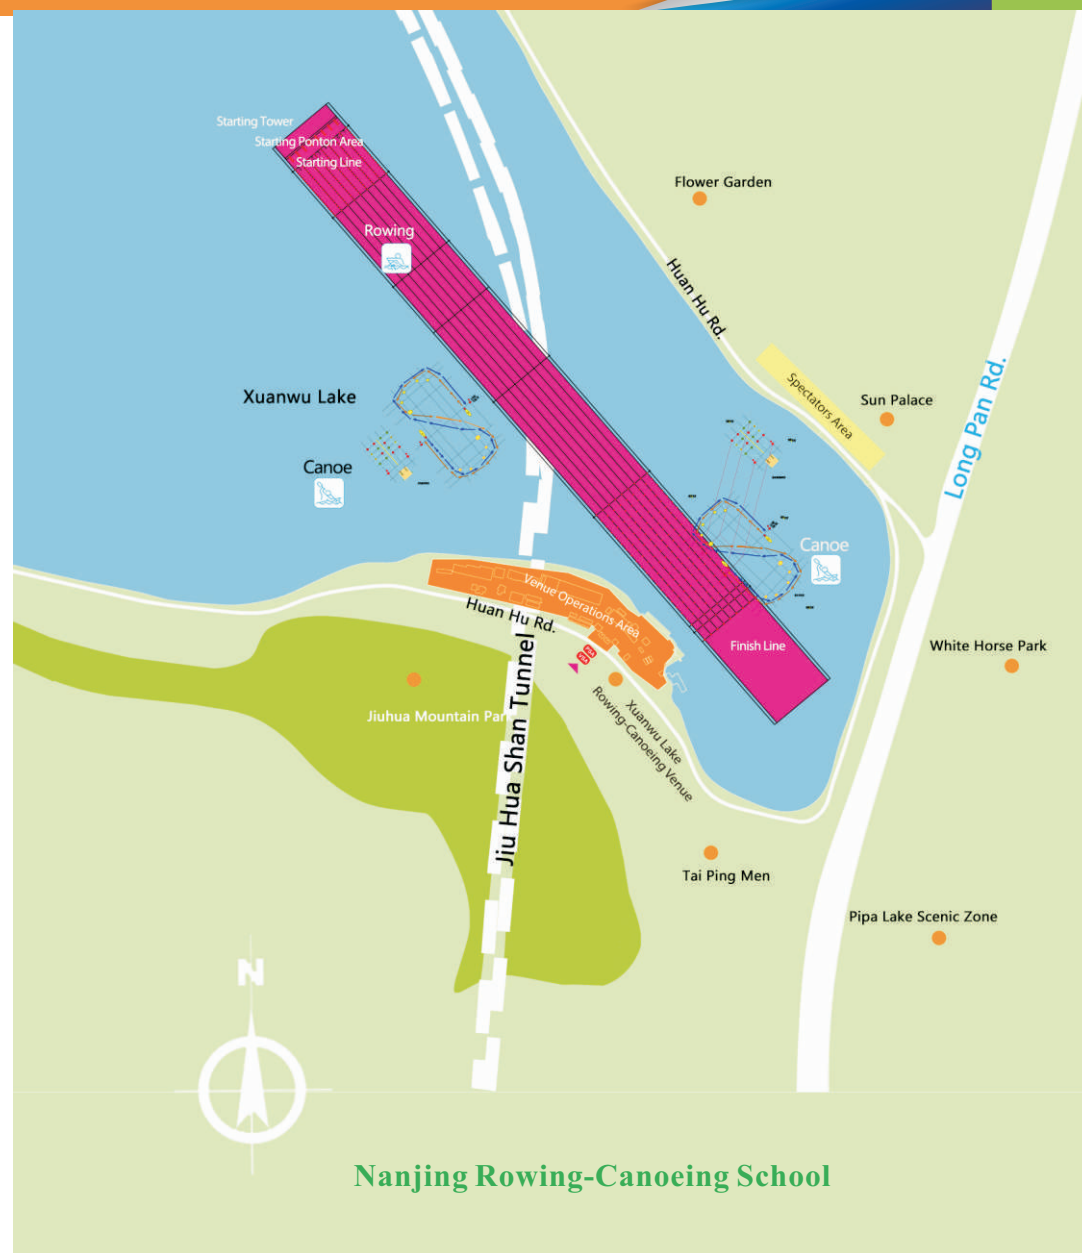 Starting Tower
Starting Ponton Area
Starting Line
Flower Garden
Rowing
Huan Hu Rd.
Long Pan Rd.
Spectators Area
Sun Palace
Xuanwu Lake
Canoe
Canoe
Venue Operations Area
Huan Hu Rd.
Finish Line
White Horse Park
Jiu Hua Shan Tunnel
Jiuhua Mountain Par
Xuanwu Lake
Rowing-Canoeing Venue
Tai Ping Men
Pipa Lake Scenic Zone
N
Nanjing Rowing-Canoeing School